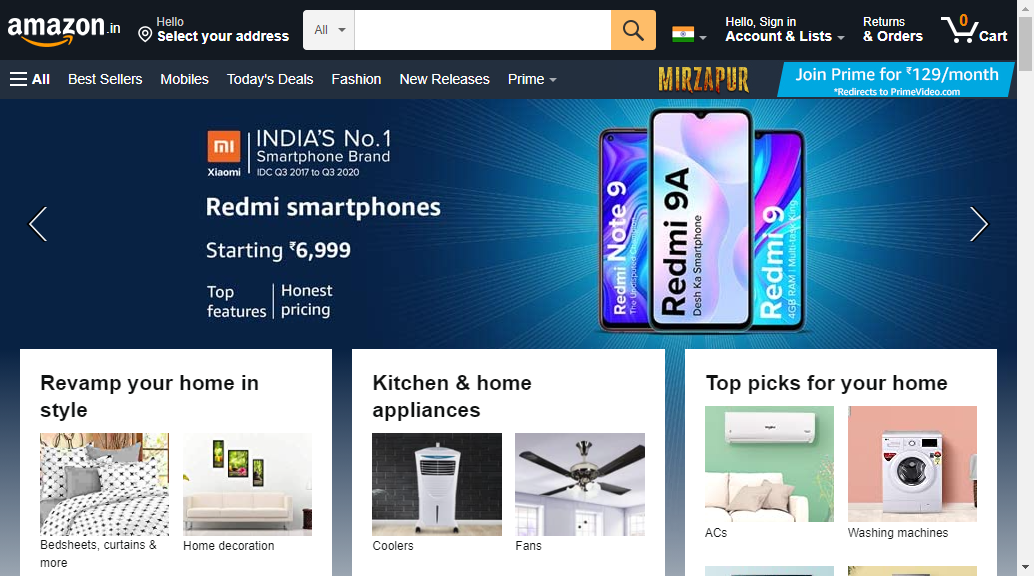 amazon.in
Hello
Select your address
All
Hello, Sign in
Account & Lists
Returns
& Orders
0
Cart
All
Best Sellers
Mobiles
Today's Deals
Fashion
New Releases
Prime
MIRZAPUR
Join Prime for ₹129/month
*Redirects to PrimeVideo.com
mi
Xiaomi
INDIA'S No.1
Smartphone Brand
IDC Q3 2017 to Q3 2020
Redmi smartphones
Starting ₹6,999
Top
features
Honest
pricing
Redmi Note 9
The Undisputed Champion
Redmi 9A
Desh Ka Smartphone
Redmi 9
4GB RAM | Multi-task King
Revamp your home in
style
Bedsheets, curtains &
more
Home decoration
Kitchen & home
appliances
Coolers
Fans
Top picks for your home
ACs
Washing machines